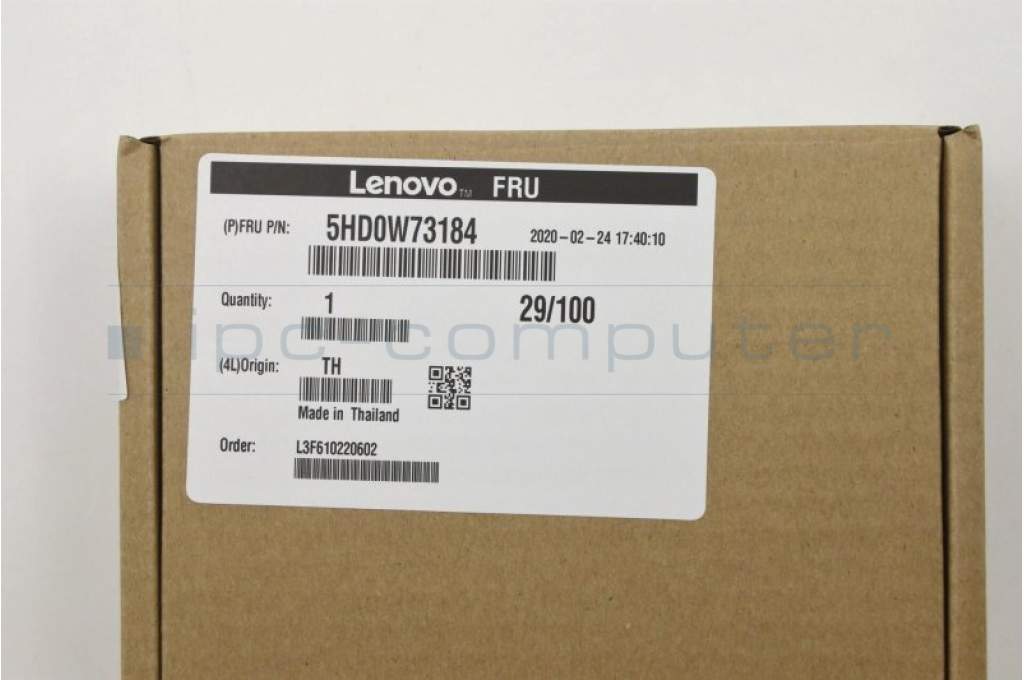 Lenovo™ FRU
(P)FRU P/N: 5HD0W73184 2020-02-24 17:40:10
Quantity: 1 29/100
ipc-computer
(4L)Origin: TH
Made in Thailand
Order: L3F610220602